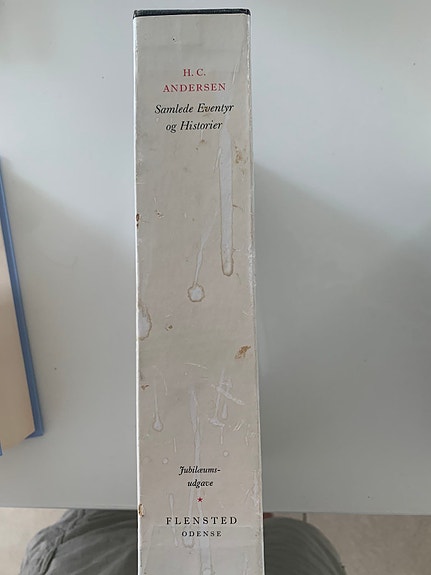 H. C.
ANDERSEN
Samlede Eventyr
og Historier
Jubilæums-
udgave
FLENSTED
ODENSE